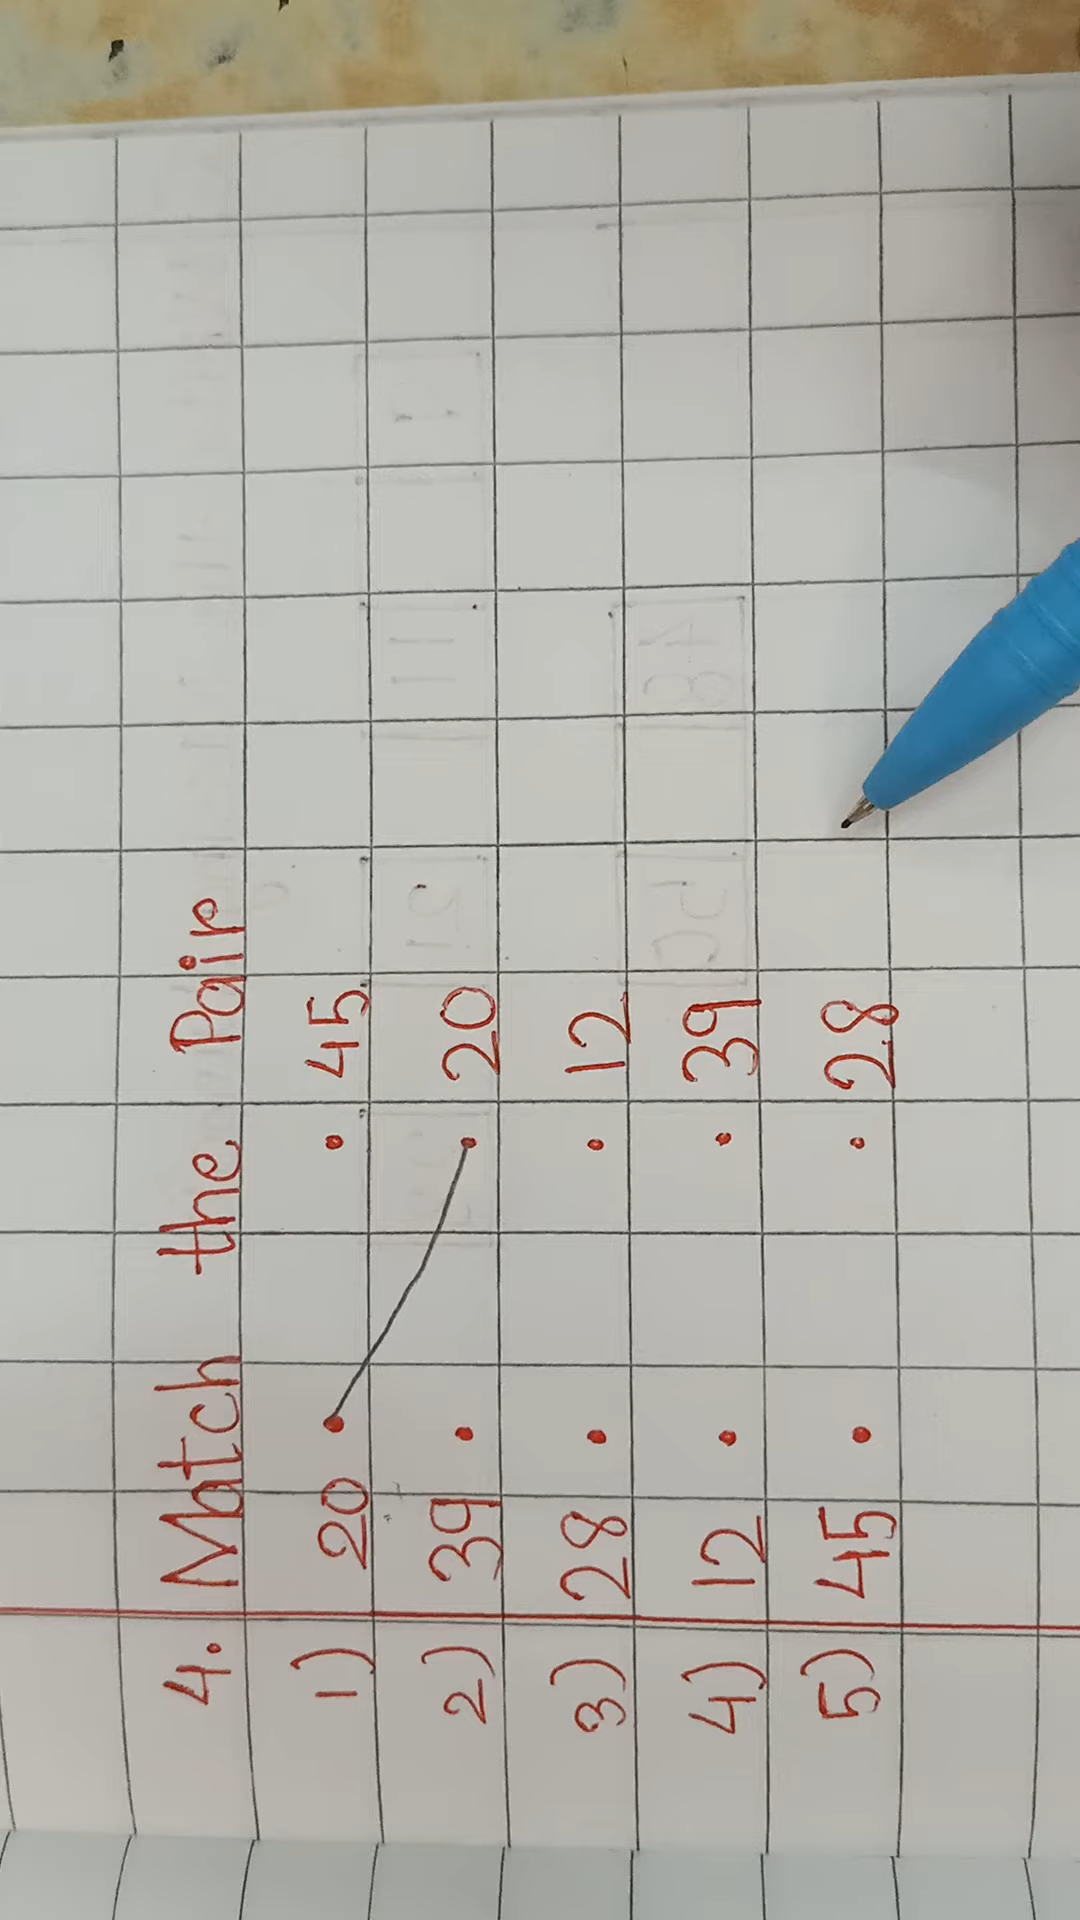 4. Match the Pair
1) 20 • • 45
2) 39 • • 20
3) 28 • • 12
4) 12 • • 39
5) 45 • • 28